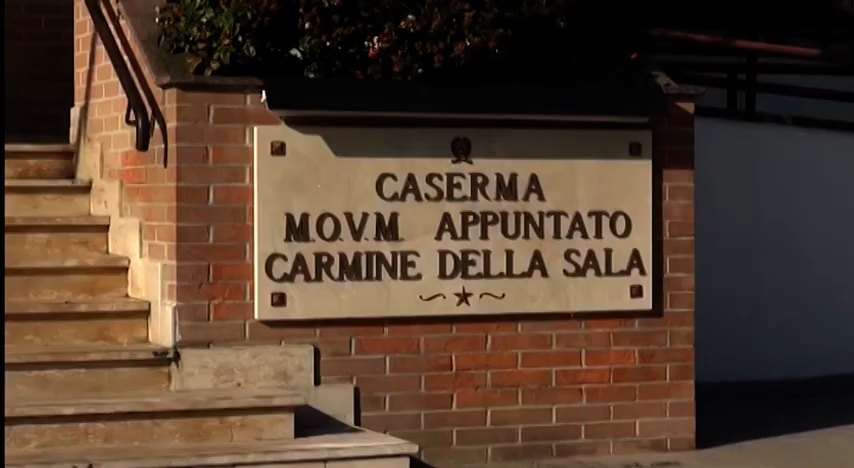 CASERMA
M.O.V.M. APPUNTATO
CARMINE DELLA SALA